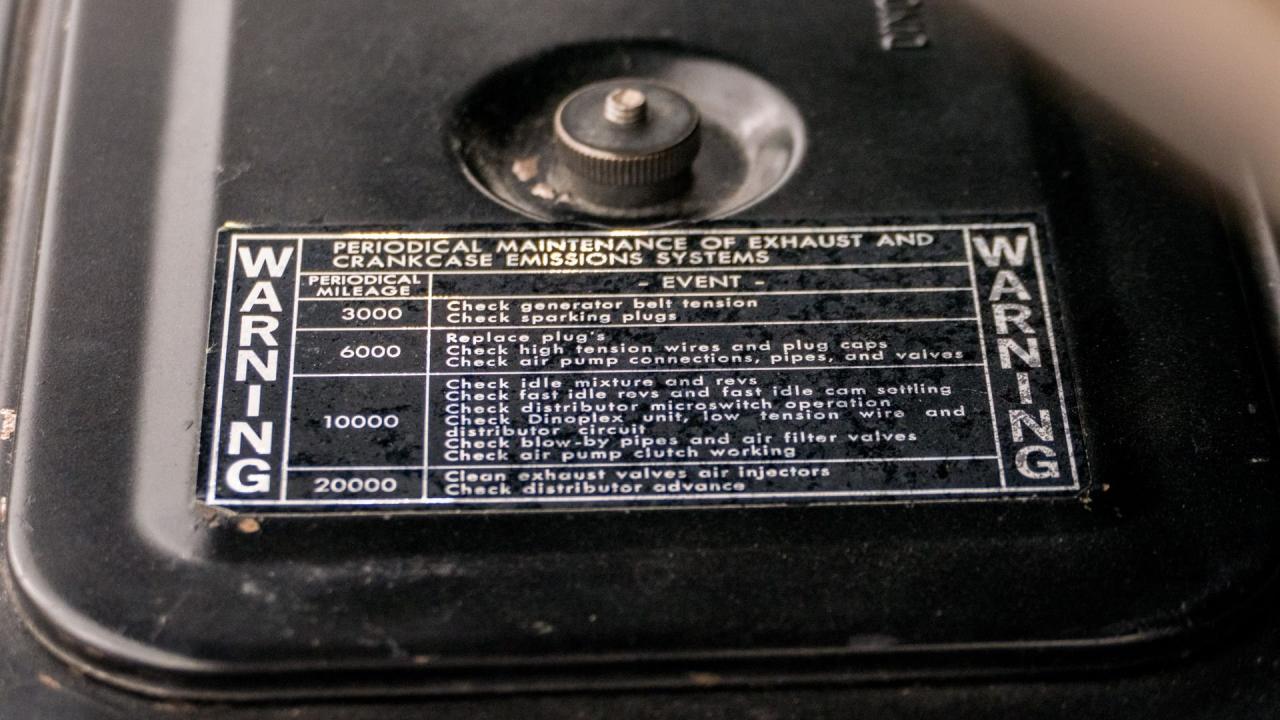 WARNING
PERIODICAL MAINTENANCE OF EXHAUST AND
CRANKCASE EMISSIONS SYSTEMS
PERIODICAL
MILEAGE
- EVENT -
3000
Check generator belt tension
Check sparking plugs
6000
Replace plug's
Check high tension wires and plug caps
Check air pump connections, pipes, and valves
10000
Check idle mixture and revs
Check fast idle revs and fast idle cam settling
Check distributor microswitch operation
Check Dinoplex unit, low tension wire and
distributor circuit
Check blow-by pipes and air filter valves
Check air pump clutch working
20000
Clean exhaust valves air injectors
Check distributor advance
WARNING